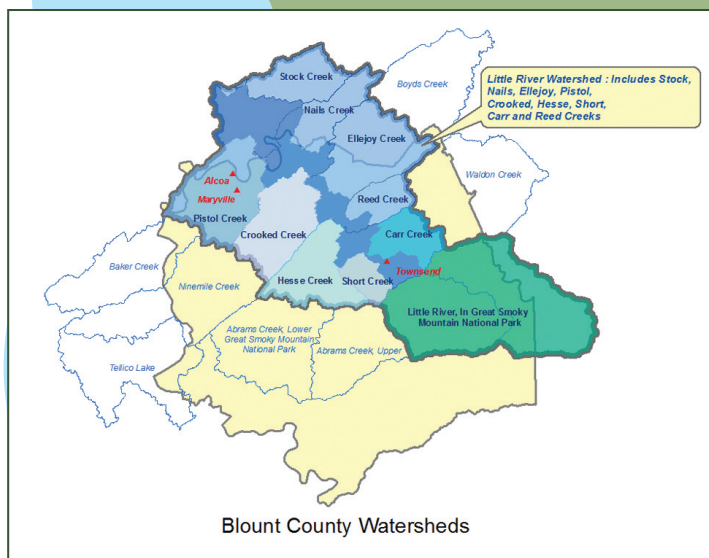 Stock Creek
Boyds Creek
Little River Watershed : Includes Stock,
Nails, Ellejoy, Pistol,
Crooked, Hesse, Short,
Carr and Reed Creeks
Nails Creek
Ellejoy Creek
Waldon Creek
Alcoa
Maryville
Reed Creek
Pistol Creek
Crooked Creek
Carr Creek
Baker Creek
Townsend
Ninemile Creek
Hesse Creek
Short Creek
Little River, In Great Smoky
Mountain National Park
Abrams Creek, Lower
Great Smoky Mountain
National Park
Abrams Creek, Upper
Tellico Lake
Blount County Watersheds